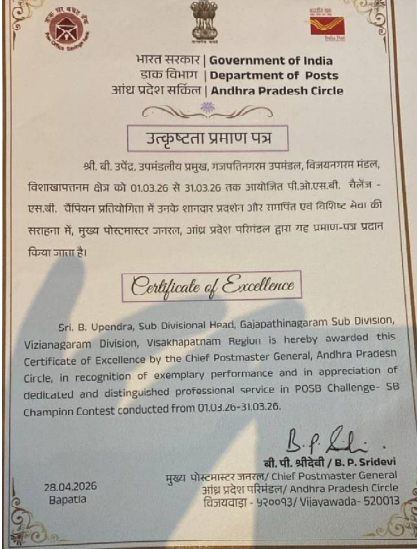 भारत सरकार | Government of India
डाक विभाग | Department of Posts
आंध्र प्रदेश सर्किल | Andhra Pradesh Circle
उत्कृष्टता प्रमाण पत्र
श्री. बी. उपेंद्र, उपमंडलीय प्रमुख, गजपतिनगरम उपमंडल, विजयनगरम मंडल,
विशाखापतनम क्षेत्र को 01.03.26 से 31.03.26 तक आयोजित पी.ओ.एस.बी. चैलेंज -
एस.बी. चैंपियन प्रतियोगिता में उनके शानदार प्रदर्शन और समर्पित एवं विशिष्ट सेवा की
सराहना में, मुख्य पोस्टमास्टर जनरल, आंध्र प्रदेश परिमंडल द्वारा यह प्रमाण-पत्र प्रदान
किया जाता है।
Certificate of Excellence
Sri. B. Upendra, Sub Divisional Head, Gajapathinagaram Sub Division,
Vizianagaram Division, Visakhapatnam Region is hereby awarded this
Certificate of Excellence by the Chief Postmaster General, Andhra Pradesh
Circle, in recognition of exemplary performance and in appreciation of
dedicated and distinguished professional service in POSB Challenge- SB
Champion Contest conducted from 01.03.26-31.03.26.
B.P. Sridevi
बी. पी. श्रीदेवी / B. P. Sridevi
मुख्य पोस्टमास्टर जनरल/ Chief Postmaster General
आंध्र प्रदेश परिमंडल/ Andhra Pradesh Circle
विजयवाड़ा - ५२००१३/ Vijayawada- 520013
28.04.2026
Bapatla